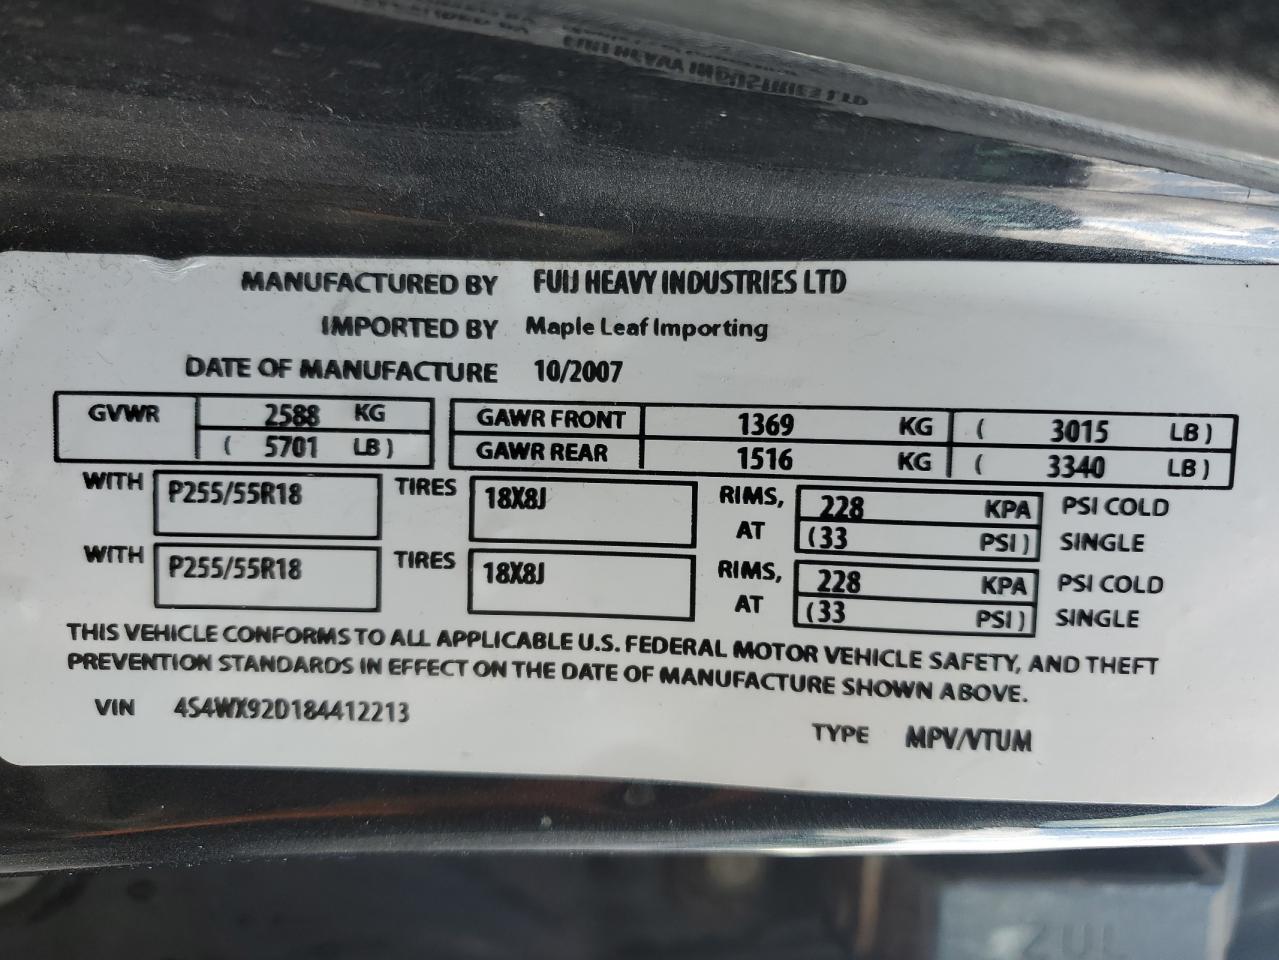 MANUFACTURED BY FUIJ HEAVY INDUSTRIES LTD
IMPORTED BY Maple Leaf Importing
DATE OF MANUFACTURE 10/2007
GVWR 2588 KG GAWR FRONT 1369 KG ( 3015 LB )
( 5701 LB ) GAWR REAR 1516 KG ( 3340 LB )
WITH P255/55R18 TIRES 18X8J RIMS, 228 KPA PSI COLD
AT (33 PSI ) SINGLE
WITH P255/55R18 TIRES 18X8J RIMS, 228 KPA PSI COLD
AT (33 PSI ) SINGLE
THIS VEHICLE CONFORMS TO ALL APPLICABLE U.S. FEDERAL MOTOR VEHICLE SAFETY, AND THEFT
PREVENTION STANDARDS IN EFFECT ON THE DATE OF MANUFACTURE SHOWN ABOVE.
VIN 4S4WX92D184412213
TYPE MPV/VTUM